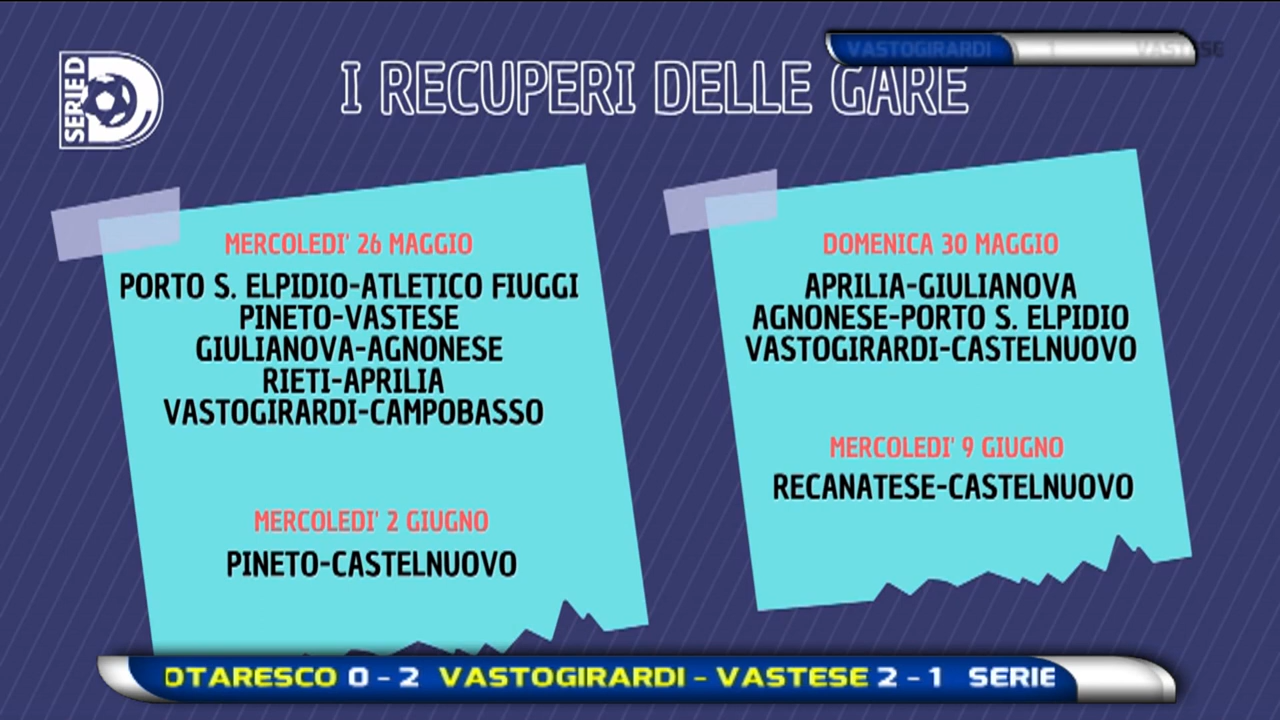 VASTOGIRARDI 1 VASTESE
SERIE D
I RECUPERI DELLE GARE
MERCOLEDI' 26 MAGGIO
PORTO S. ELPIDIO-ATLETICO FIUGGI
PINETO-VASTESE
GIULIANOVA-AGNONESE
RIETI-APRILIA
VASTOGIRARDI-CAMPOBASSO
MERCOLEDI' 2 GIUGNO
PINETO-CASTELNUOVO
DOMENICA 30 MAGGIO
APRILIA-GIULIANOVA
AGNONESE-PORTO S. ELPIDIO
VASTOGIRARDI-CASTELNUOVO
MERCOLEDI' 9 GIUGNO
RECANATESE-CASTELNUOVO
OTARESCO 0 - 2 VASTOGIRARDI - VASTESE 2 - 1 SERIE